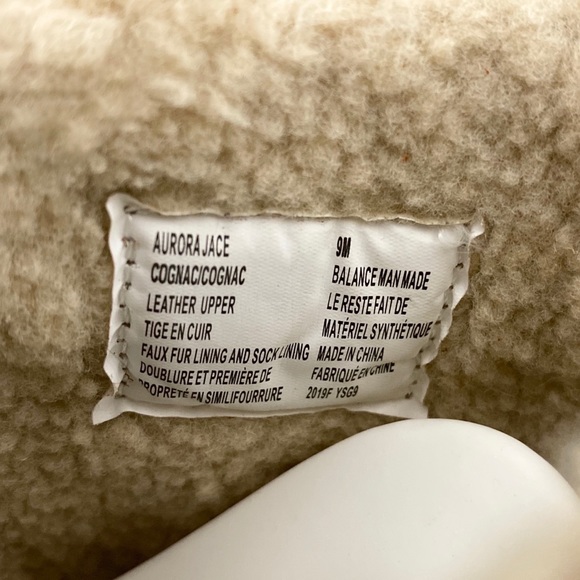 AURORA JACE
COGNAC/COGNAC
LEATHER UPPER
TIGE EN CUIR
FAUX FUR LINING AND SOCK LINING
DOUBLURE ET PREMIÈRE DE
PROPRETÉ EN SIMILIFOURRURE
9M
BALANCE MAN MADE
LE RESTE FAIT DE
MATÉRIEL SYNTHÉTIQUE
MADE IN CHINA
FABRIQUÉ EN CHINE
2019F YSG9